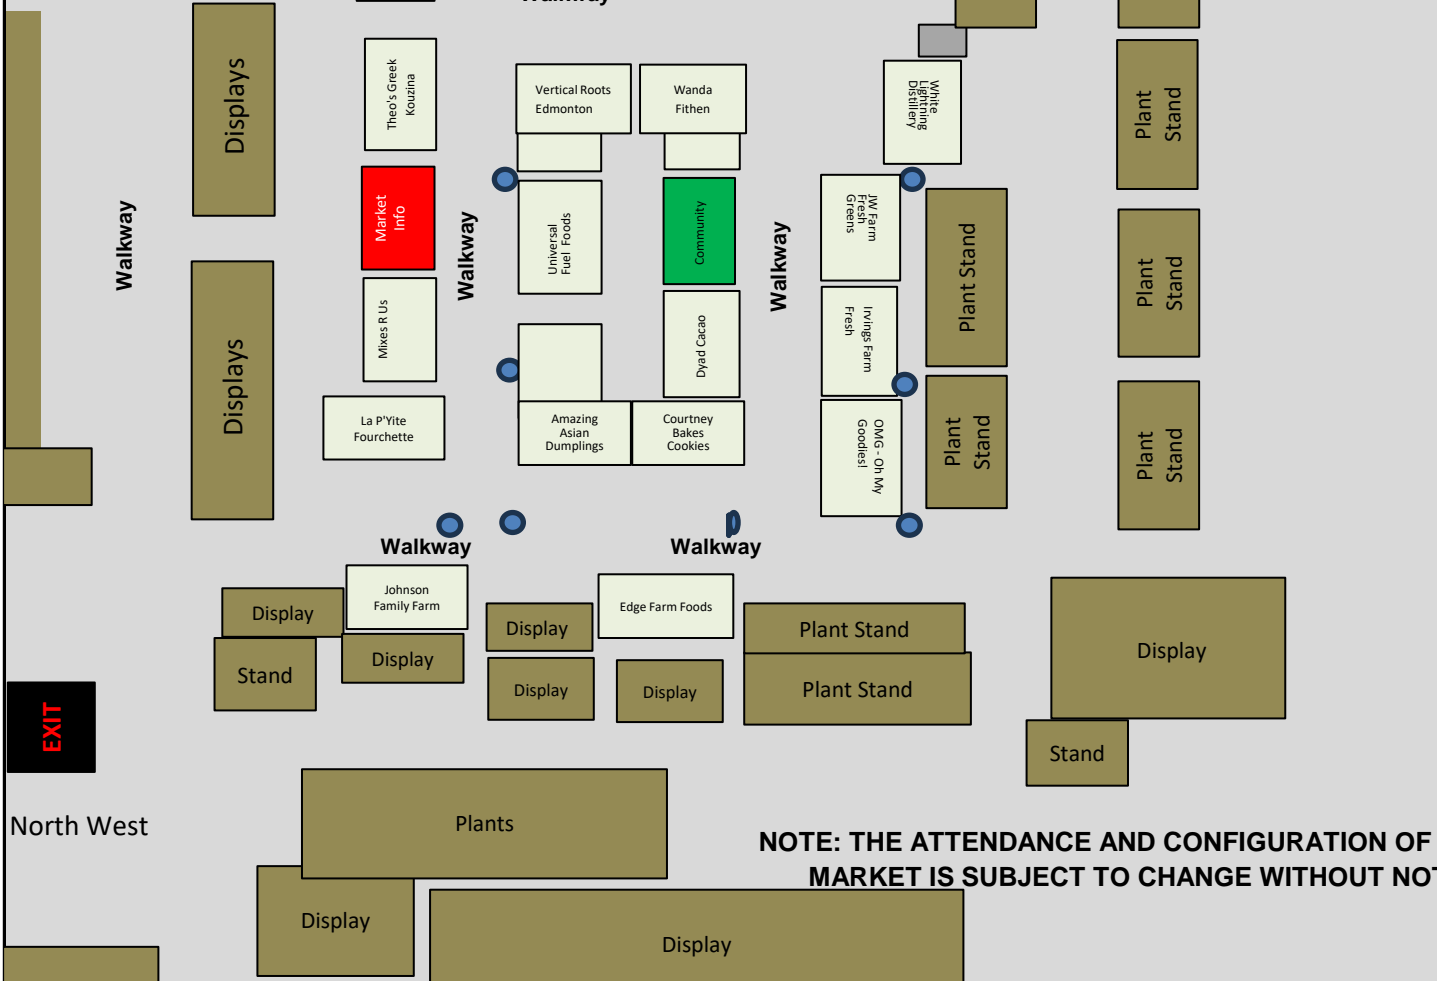 Walkway
Displays
Theo's Greek
Kouzina
Vertical Roots
Edmonton
Wanda
Fithen
White
Lightning
Distillery
Plant
Stand
Walkway
Market
Info
Walkway
Universal
Fuel Foods
Community
Walkway
JW Farm
Fresh
Greens
Plant Stand
Plant
Stand
Displays
Mixes R Us
Dyad Cacao
Irvings Farm
Fresh
La P'Yite
Fourchette
Amazing
Asian
Dumplings
Courtney
Bakes
Cookies
OMG - Oh My
Goodies!
Plant
Stand
Plant
Stand
Walkway
Walkway
Display
Johnson
Family Farm
Display
Edge Farm Foods
Plant Stand
Display
Stand
Display
Display
Display
Plant Stand
EXIT
Stand
North West
Plants
NOTE: THE ATTENDANCE AND CONFIGURATION OF
MARKET IS SUBJECT TO CHANGE WITHOUT
Display
Display